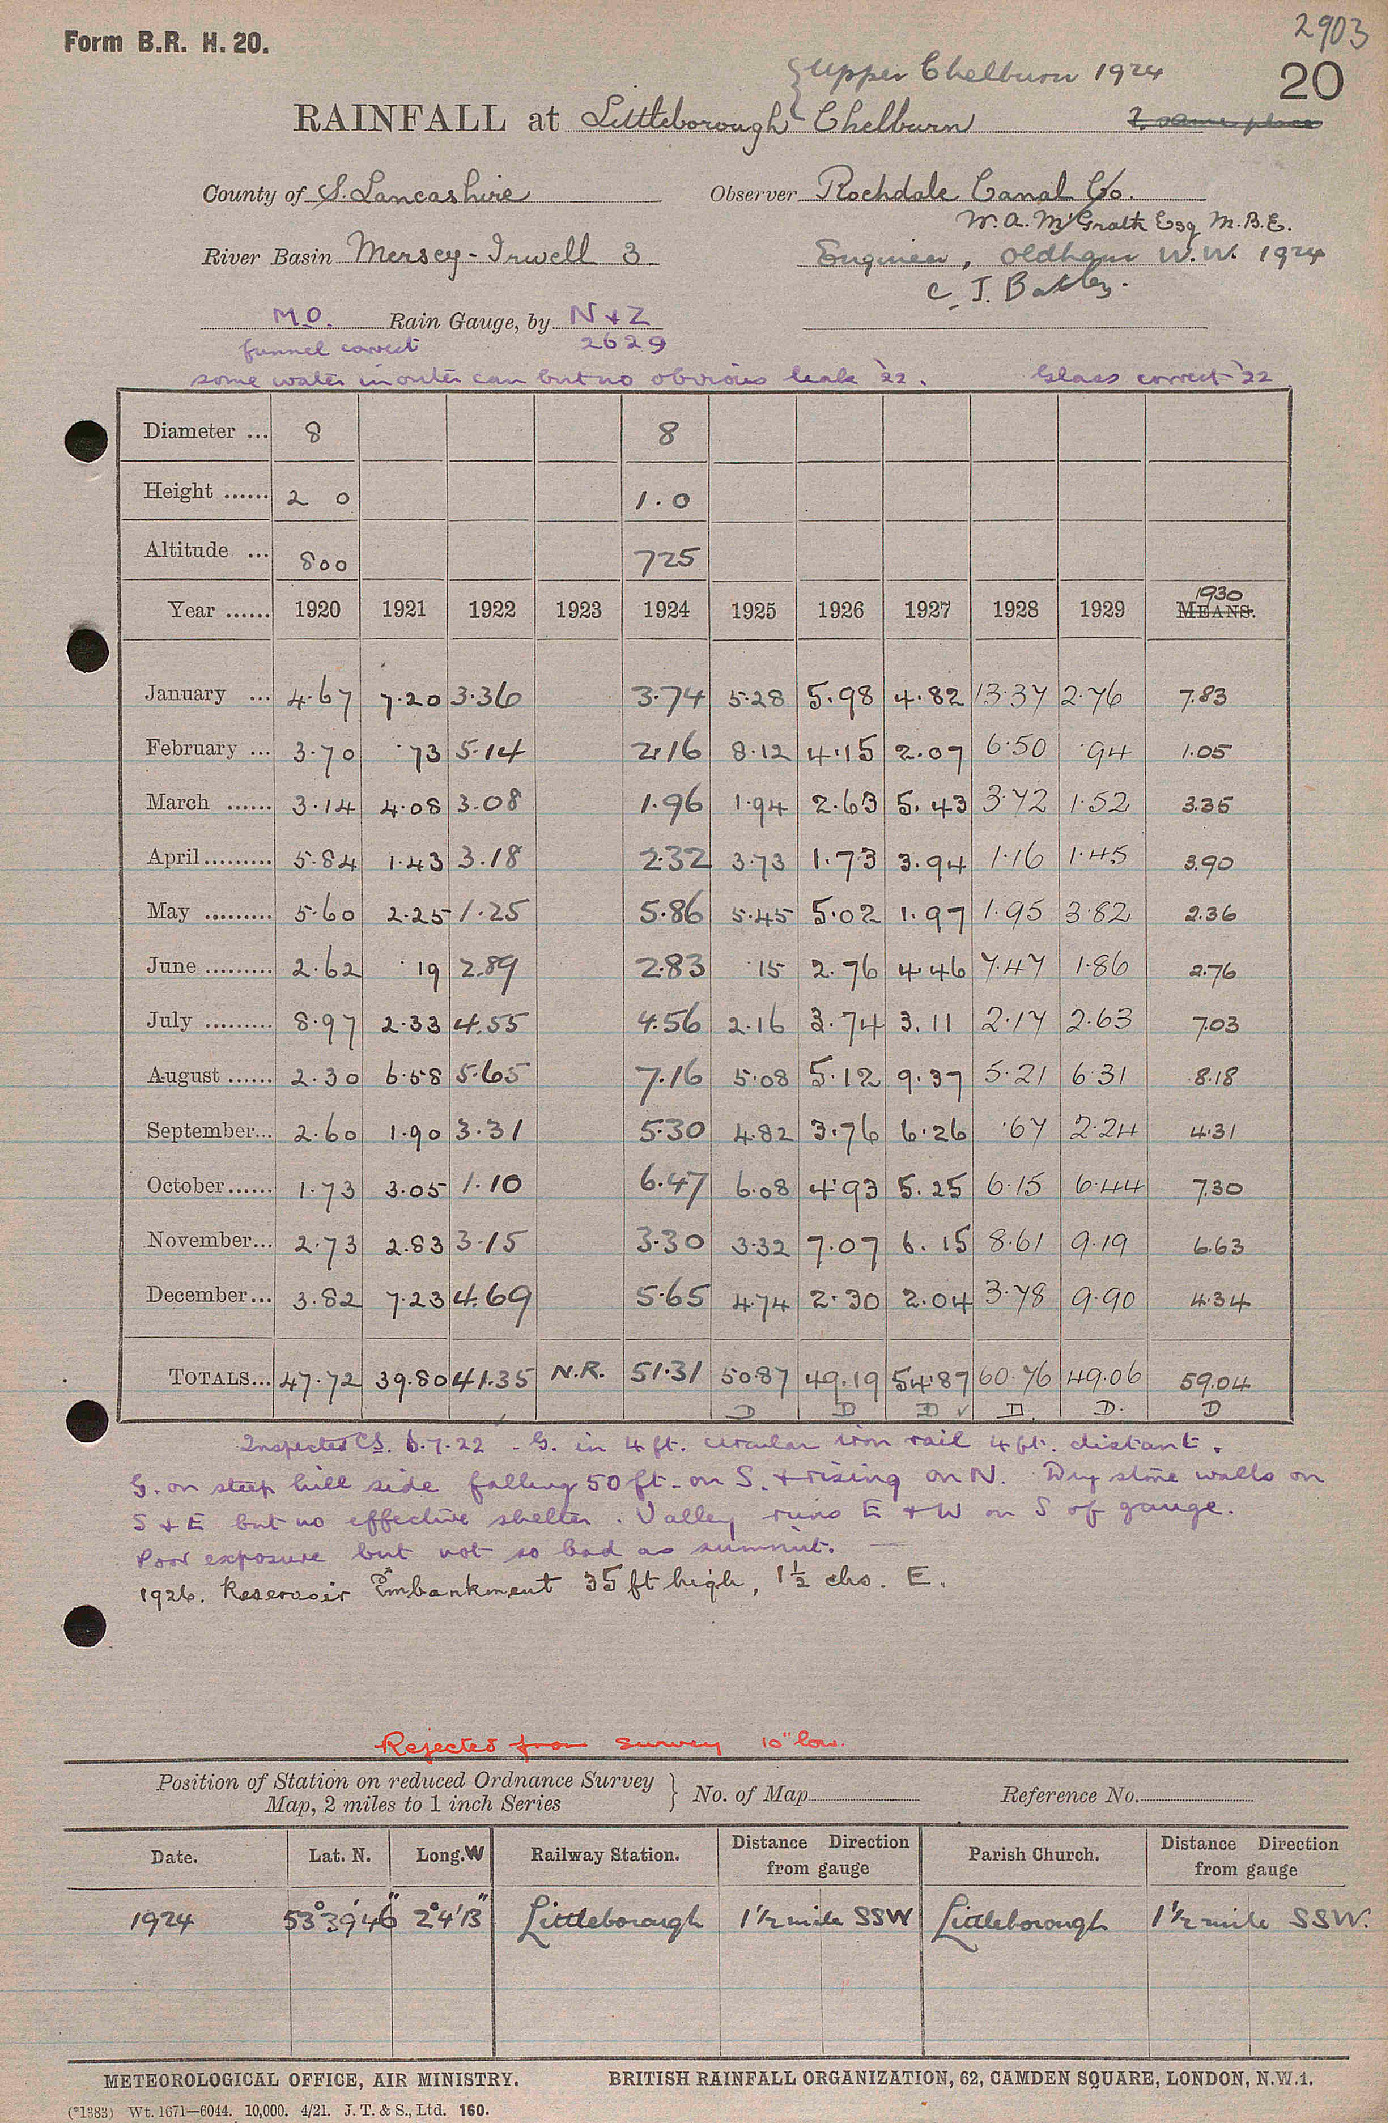 2903
Form B.R. H. 20.
Upper Chelburn 1924
20
RAINFALL at Littleborough Chelburn ? same place
County of S. Lancashire Observer Rochdale Canal Co.
W. A. McGrath Esq M.B.E.
River Basin Mersey-Irwell 3 Engineer, Oldham W.W. 1924
C. J. Batley.
M.O. Rain Gauge, by N & Z
funnel correct 2629
some water in outer can but no obvious leak '22. Glass correct '22
Diameter ... 8 8
Height ...... 2 0 1.0
Altitude ... 800 725
Year ...... 1920 1921 1922 1923 1924 1925 1926 1927 1928 1929 1930 MEANS.
January ... 4.67 7.20 3.36 3.74 5.28 5.98 4.82 13.37 2.76 7.83
February ... 3.70 .73 5.14 2.16 8.12 4.15 2.07 6.50 .94 1.05
March ...... 3.14 4.08 3.08 1.96 1.94 2.63 5.43 3.72 1.52 3.35
April ......... 5.84 1.43 3.18 2.32 3.73 1.73 3.94 1.16 1.45 3.90
May ......... 5.60 2.25 1.25 5.86 5.45 5.02 1.97 1.95 3.82 2.36
June ......... 2.62 .19 2.89 2.83 .15 2.76 4.46 7.47 1.86 2.76
July ......... 8.97 2.33 4.55 4.56 2.16 3.74 3.11 2.17 2.63 7.03
August ...... 2.30 6.58 5.65 7.16 5.08 5.12 9.37 5.21 6.31 8.18
September... 2.60 1.90 3.31 5.30 4.82 3.76 6.26 .67 2.24 4.31
October...... 1.73 3.05 1.10 6.47 6.08 4.93 5.25 6.15 6.44 7.30
November... 2.73 2.83 3.15 3.30 3.32 7.07 6.15 8.61 9.19 6.63
December... 3.82 7.23 4.69 5.65 4.74 2.30 2.04 3.78 9.90 4.34
TOTALS... 47.72 39.80 41.35 N.R. 51.31 50.87 49.19 54.87 60.76 49.06 59.04
D D D ✓ D. D. D
Inspected CS. 6.7.22 - G. in 4 ft. circular iron rail 4 ft. distant.
G. on steep hill side falling 50 ft. on S. & rising on N. Dry stone walls on
S & E but no effective shelter. Valley runs E & W on S of gauge.
Poor exposure but not so bad as summit. —
1926. Reservoir Embankment 35 ft high, 1½ chs. E.
Rejected from survey 10" low.
Position of Station on reduced Ordnance Survey
Map, 2 miles to 1 inch Series } No. of Map Reference No.
Date. Lat. N. Long. W Railway Station. Distance Direction from gauge Parish Church. Distance Direction from gauge
1924 53° 39' 46" 2° 4' 13" Littleborough 1½ mile SSW Littleborough 1½ mile SSW.
METEOROLOGICAL OFFICE, AIR MINISTRY. BRITISH RAINFALL ORGANIZATION, 62, CAMDEN SQUARE, LONDON, N.W.1.
(*1383) Wt. 1671—6044. 10,000. 4/21. J. T. & S., Ltd. 160.